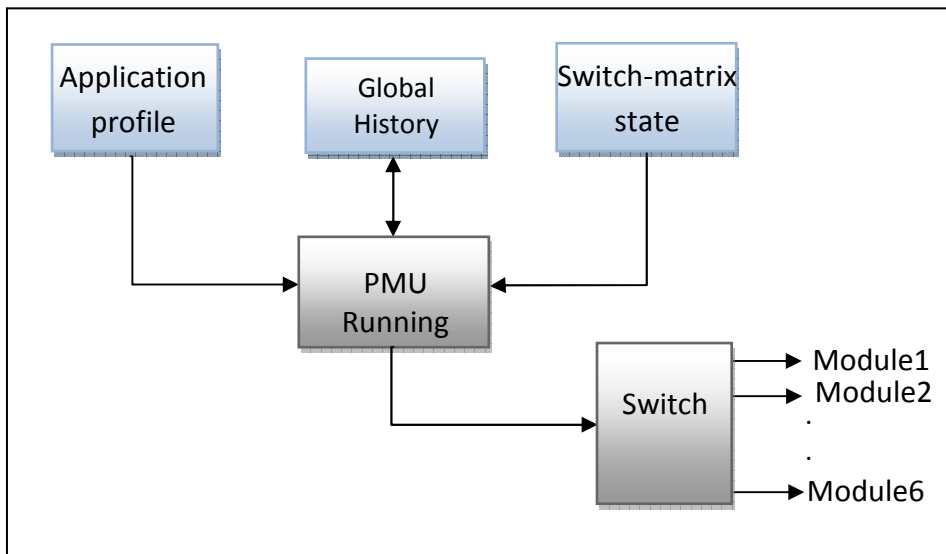 Application
profile
Global
History
Switch-matrix
state
PMU
Running
Switch
Module1
Module2
.
.
Module6